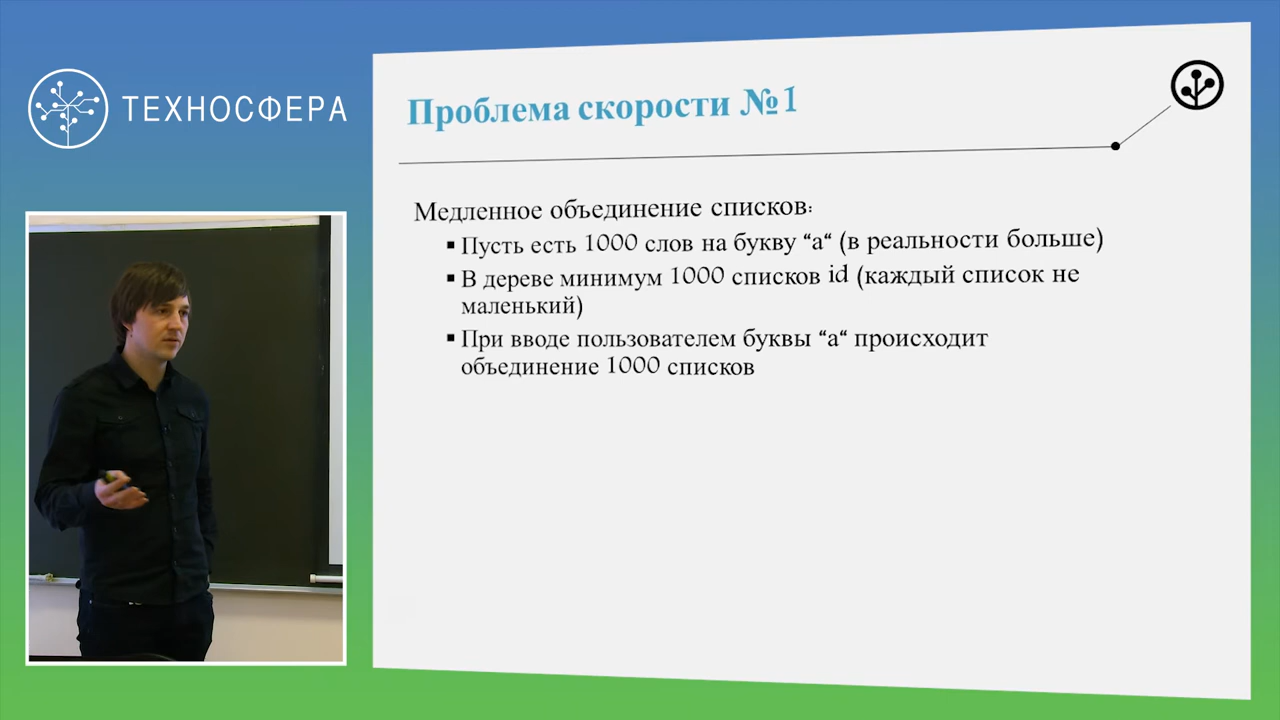 ТЕХНОСФЕРА
Проблема скорости №1
Медленное объединение списков:
▪ Пусть есть 1000 слов на букву “а“ (в реальности больше)
▪ В дереве минимум 1000 списков id (каждый список не
маленький)
▪ При вводе пользователем буквы “а“ происходит
объединение 1000 списков